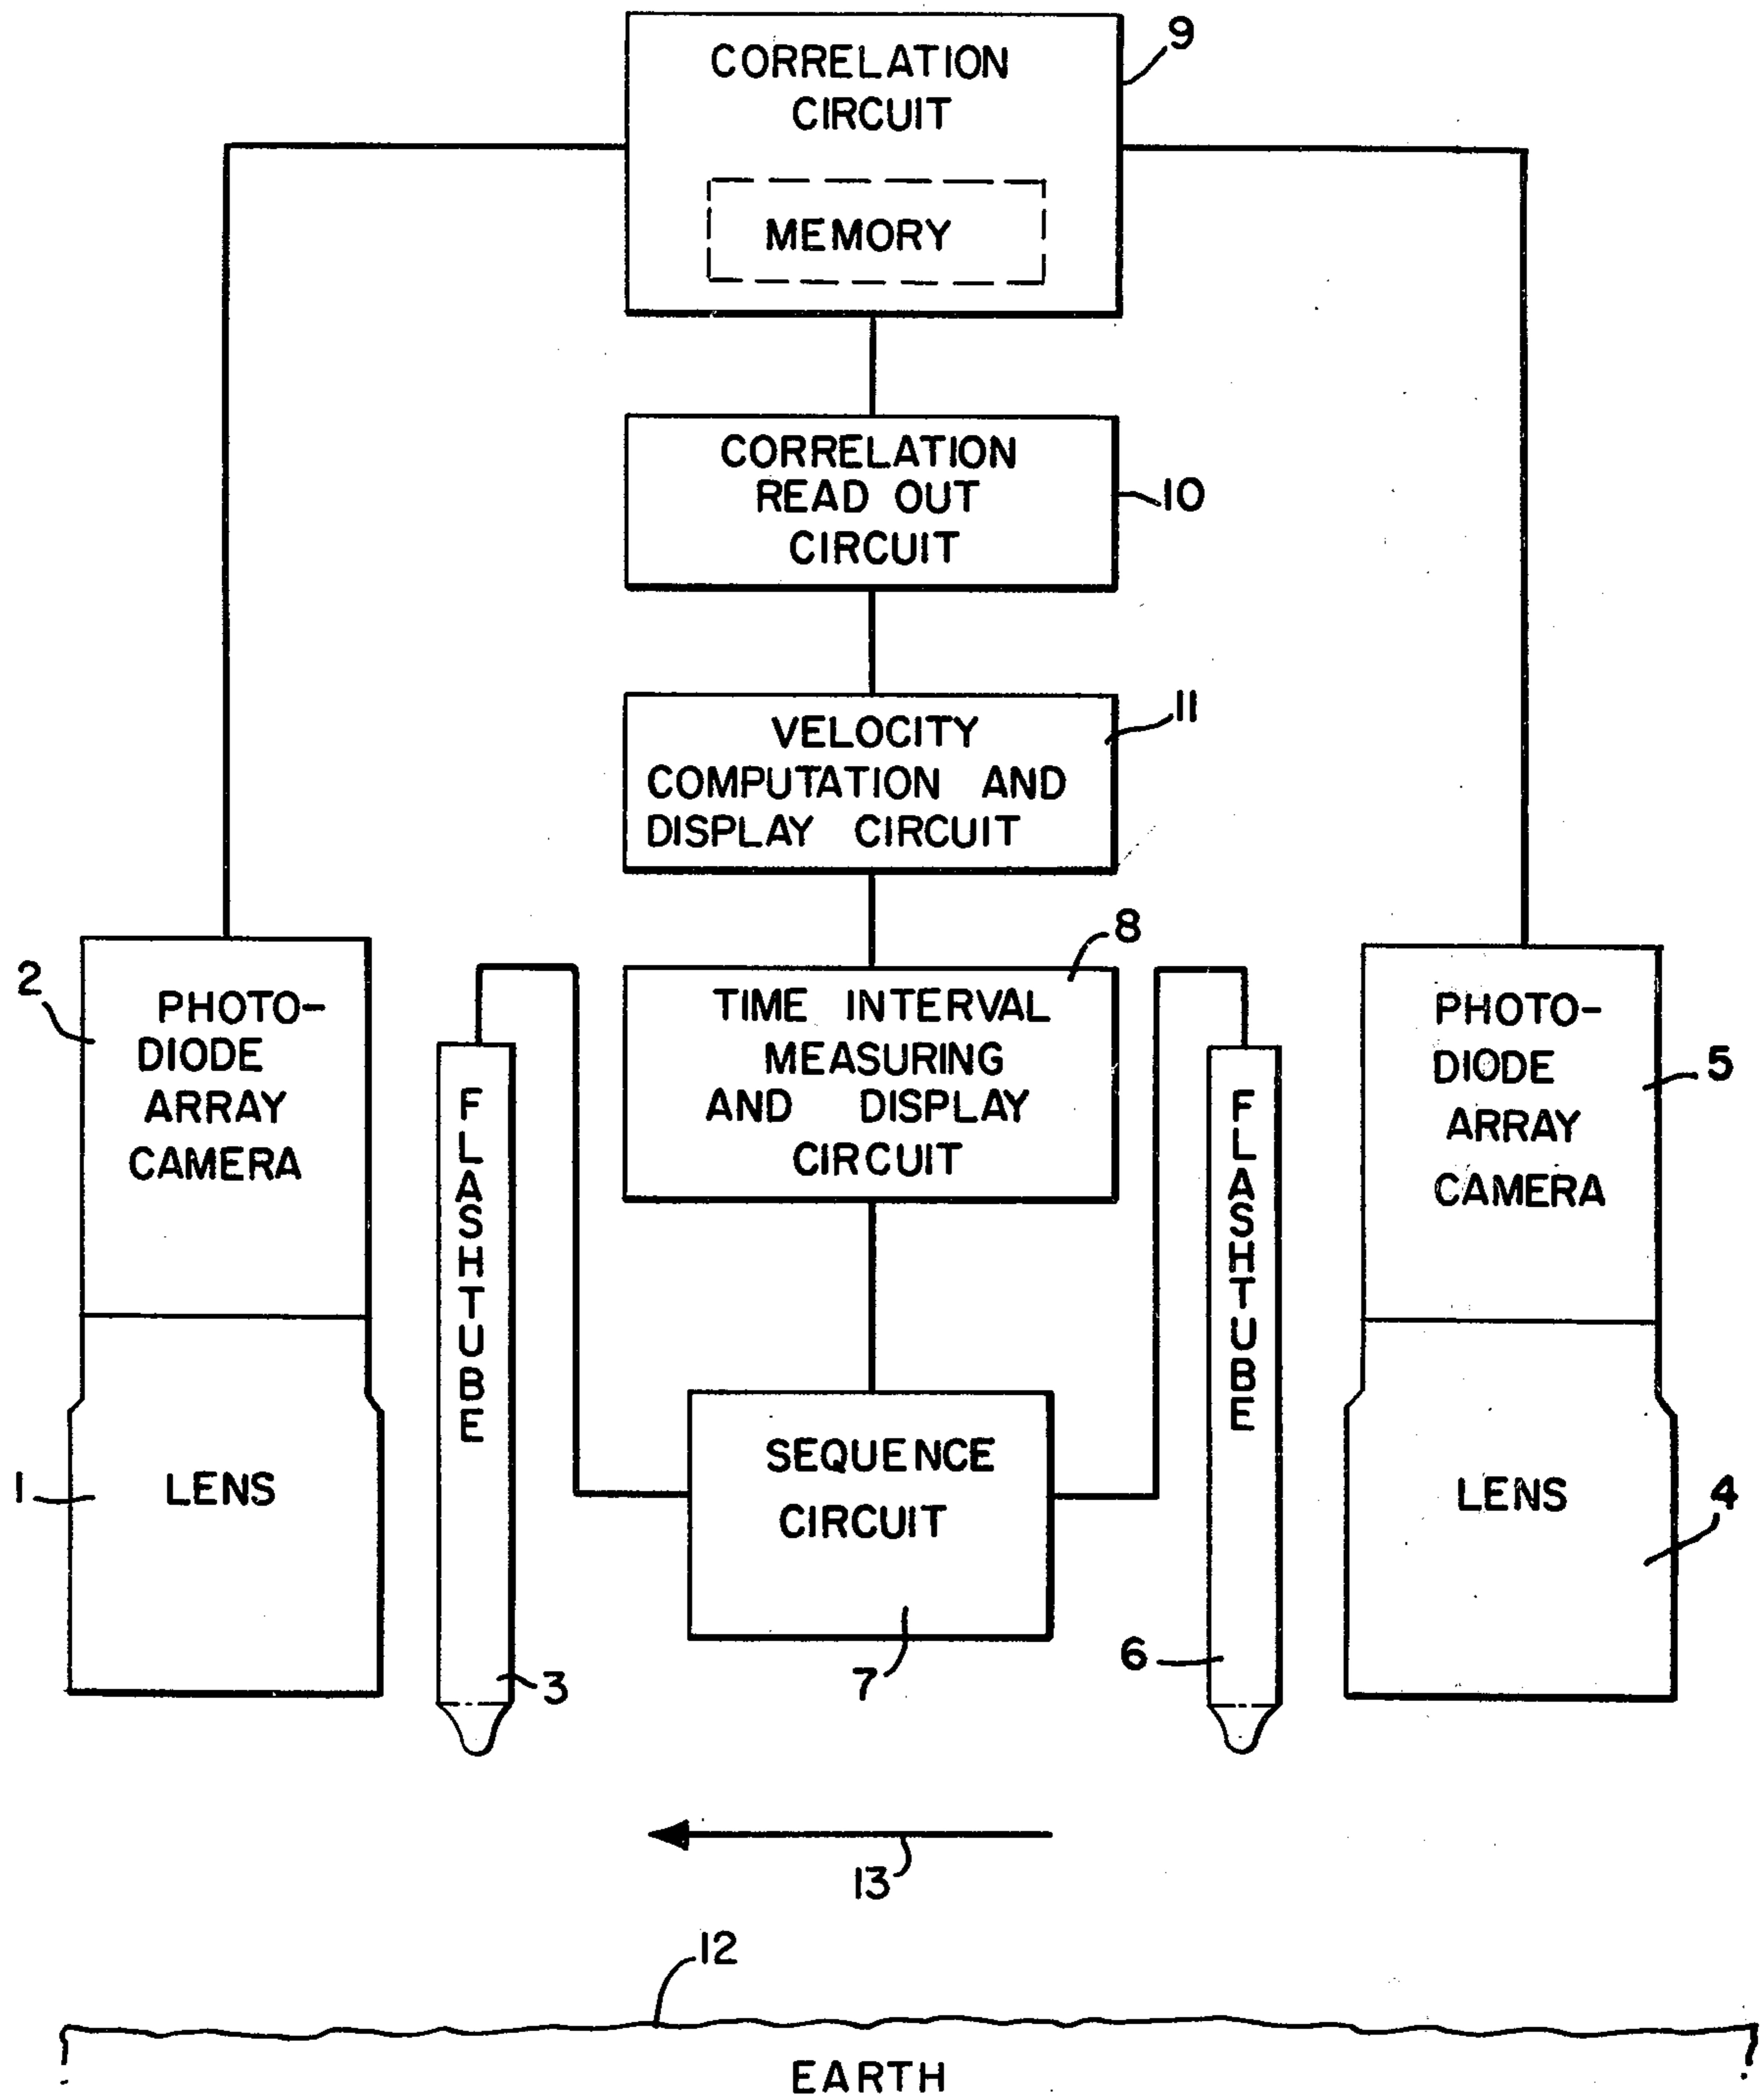 CORRELATION
CIRCUIT
9
MEMORY
CORRELATION
READ OUT
CIRCUIT
10
VELOCITY
COMPUTATION AND
DISPLAY CIRCUIT
11
2
PHOTO-
DIODE
ARRAY
CAMERA
FLASHTUBE
3
TIME INTERVAL
MEASURING
AND DISPLAY
CIRCUIT
8
FLASHTUBE
6
PHOTO-
DIODE
ARRAY
CAMERA
5
1
LENS
SEQUENCE
CIRCUIT
7
LENS
4
13
12
EARTH